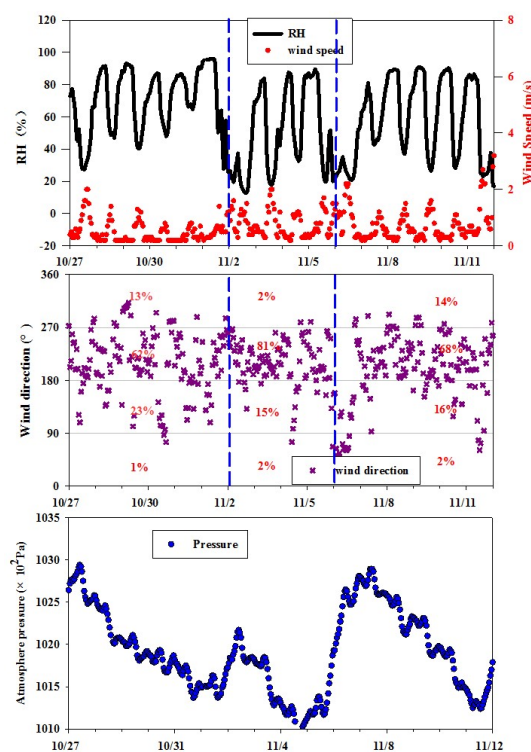 120
100
80
60
40
20
0
-20
RH (%)
RH
wind speed
8
6
4
2
0
Wind Speed (m/s)
10/27 10/30 11/2 11/5 11/8 11/11
360
270
180
90
0
Wind direction (°)
13% 2% 14%
62% 81% 68%
23% 15% 16%
1% 2% 2%
wind direction
10/27 10/30 11/2 11/5 11/8 11/11
1035
1030
1025
1020
1015
1010
Atmosphere pressure (× 10²Pa)
Pressure
10/27 10/31 11/4 11/8 11/12